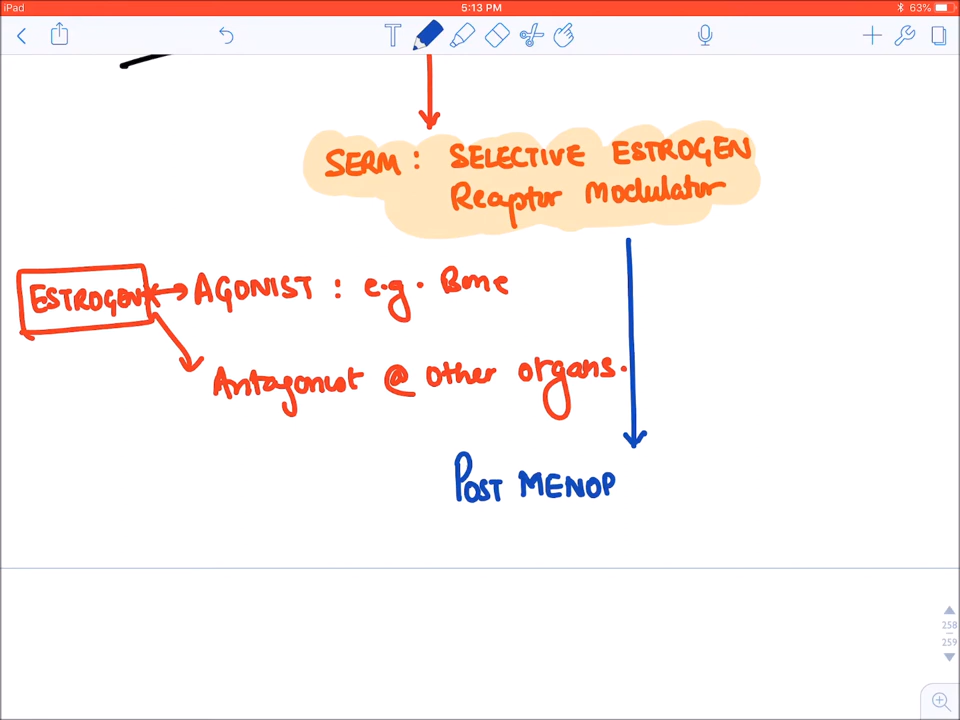 iPad
5:13 PM
63%
T
SERM : SELECTIVE ESTROGEN
Receptor Modulator
ESTROGEN
AGONIST : e.g. Bone
Antagonist @ other organs.
POST MENOP
258
259